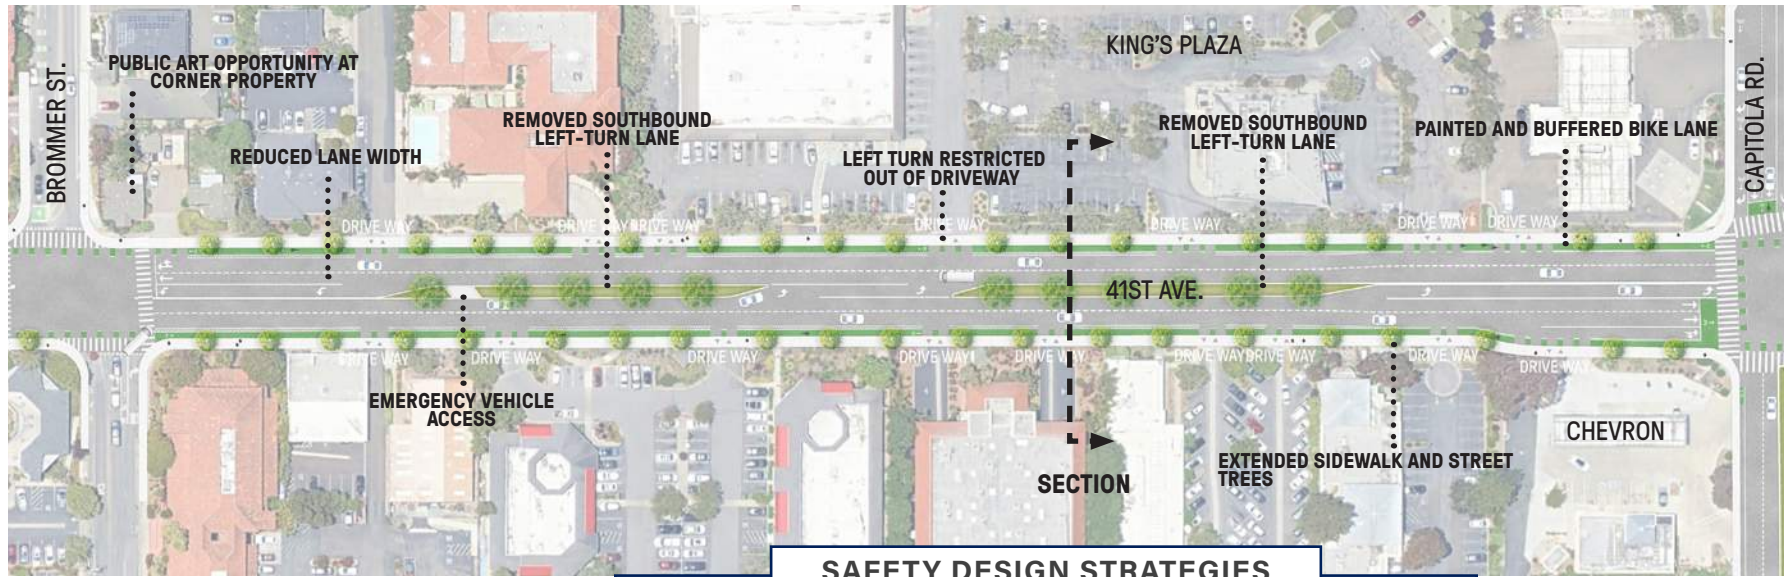 BROMMER ST.
PUBLIC ART OPPORTUNITY AT
CORNER PROPERTY
REDUCED LANE WIDTH
REMOVED SOUTHBOUND
LEFT-TURN LANE
LEFT TURN RESTRICTED
OUT OF DRIVEWAY
KING'S PLAZA
REMOVED SOUTHBOUND
LEFT-TURN LANE
PAINTED AND BUFFERED BIKE LANE
CAPITOLA RD.
DRIVE WAY
DRIVE WAY
DRIVE WAY
DRIVE WAY
DRIVE WAY
DRIVE WAY
DRIVE WAY
41ST AVE.
DRIVE WAY
DRIVE WAY
DRIVE WAY
DRIVE WAY
DRIVE WAY
DRIVE WAY
DRIVE WAY
DRIVE WAY
DRIVE WAY
EMERGENCY VEHICLE
ACCESS
SECTION
EXTENDED SIDEWALK AND STREET
TREES
CHEVRON
SAFETY DESIGN STRATEGIES